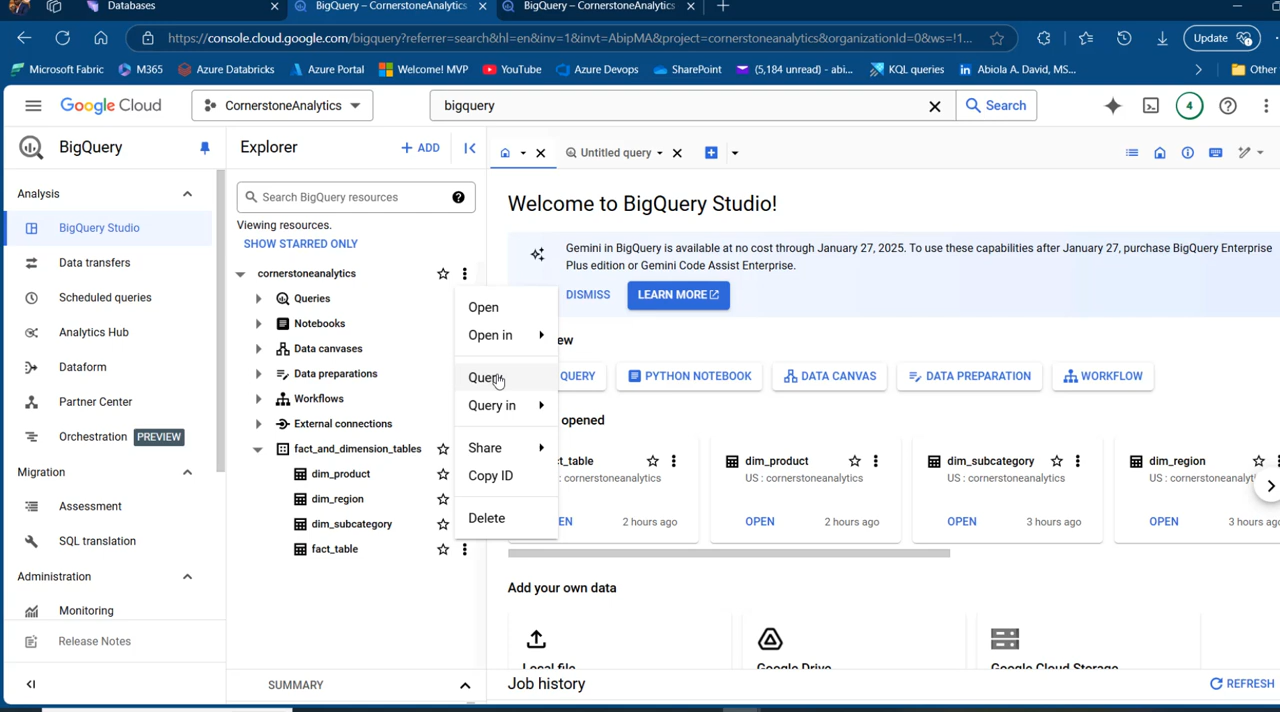 Databases
BigQuery – CornerstoneAnalytics
BigQuery – CornerstoneAnalytics
https://console.cloud.google.com/bigquery?referrer=search&hl=en&inv=1&invt=AbipMA&project=cornerstoneanalytics&organizationId=0&ws=!1...
Update
Microsoft Fabric
M365
Azure Databricks
Azure Portal
Welcome! MVP
YouTube
Azure Devops
SharePoint
(5,184 unread) - abi...
KQL queries
Abiola A. David, MS...
Other
Google Cloud
CornerstoneAnalytics
bigquery
Search
4
BigQuery
Analysis
BigQuery Studio
Data transfers
Scheduled queries
Analytics Hub
Dataform
Partner Center
Orchestration PREVIEW
Migration
Assessment
SQL translation
Administration
Monitoring
Release Notes
Explorer
+ ADD
Search BigQuery resources
Viewing resources.
SHOW STARRED ONLY
cornerstoneanalytics
Queries
Notebooks
Data canvases
Data preparations
Workflows
External connections
fact_and_dimension_tables
dim_product
dim_region
dim_subcategory
fact_table
SUMMARY
Open
Open in
Query
Query in
Share
Copy ID
Delete
Untitled query
Welcome to BigQuery Studio!
Gemini in BigQuery is available at no cost through January 27, 2025. To use these capabilities after January 27, purchase BigQuery Enterprise
Plus edition or Gemini Code Assist Enterprise.
DISMISS
LEARN MORE
QUERY
PYTHON NOTEBOOK
DATA CANVAS
DATA PREPARATION
WORKFLOW
opened
dim_product
US : cornerstoneanalytics
OPEN
2 hours ago
2 hours ago
dim_subcategory
US : cornerstoneanalytics
OPEN
3 hours ago
dim_region
US : cornerstoneanalytics
OPEN
Add your own data
Local file
Google Drive
Google Cloud Storage
Job history
REFRESH